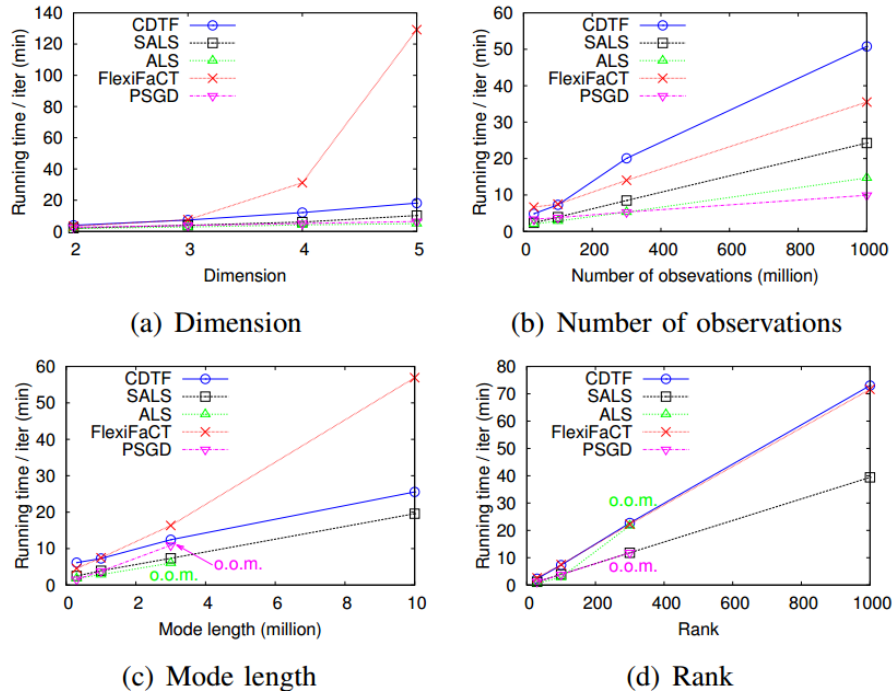 140
120
100
80
60
40
20
0
2
3
4
5
CDTF
SALS
ALS
FlexiFaCT
PSGD
Running time / iter (min)
Dimension
(a) Dimension
60
50
40
30
20
10
0
0
200
400
600
800
1000
CDTF
SALS
ALS
FlexiFaCT
PSGD
Running time / iter (min)
Number of obsevations (million)
(b) Number of observations
60
50
40
30
20
10
0
0
2
4
6
8
10
CDTF
SALS
ALS
FlexiFaCT
PSGD
o.o.m.
o.o.m.
Running time / iter (min)
Mode length (million)
(c) Mode length
80
70
60
50
40
30
20
10
0
0
200
400
600
800
1000
CDTF
SALS
ALS
FlexiFaCT
PSGD
o.o.m.
o.o.m.
Running time / iter (min)
Rank
(d) Rank